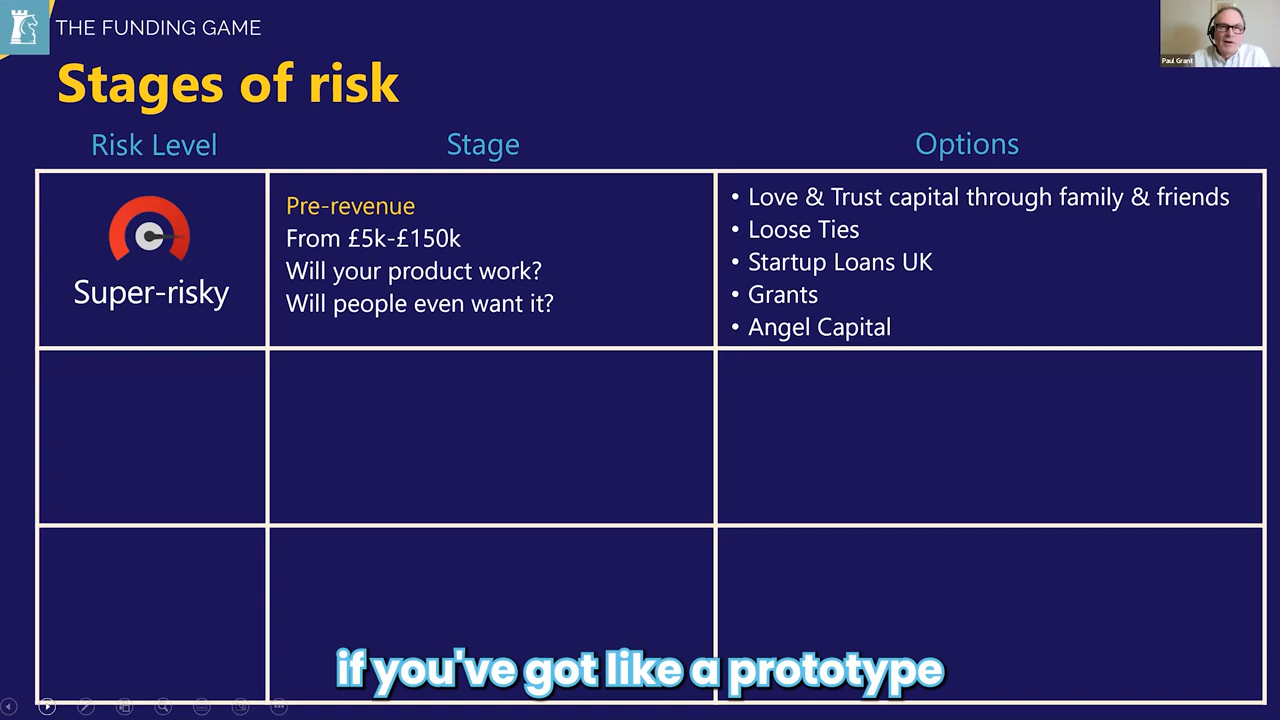 THE FUNDING GAME
Paul Grant
Stages of risk
Risk Level
Stage
Options
Super-risky
Pre-revenue
From £5k-£150k
Will your product work?
Will people even want it?
• Love & Trust capital through family & friends
• Loose Ties
• Startup Loans UK
• Grants
• Angel Capital
if you've got like a prototype